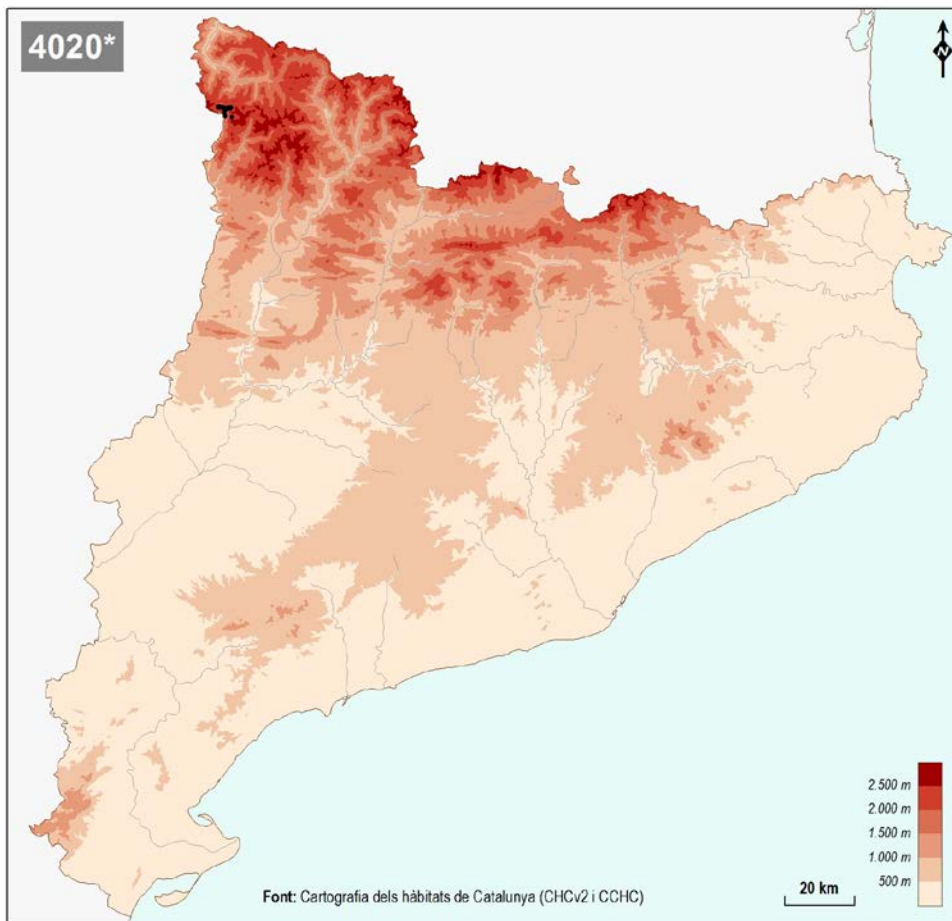 4020*
N
2.500 m
2.000 m
1.500 m
1.000 m
500 m
20 km
Font: Cartografia dels hàbitats de Catalunya (CHCv2 i CCHC)